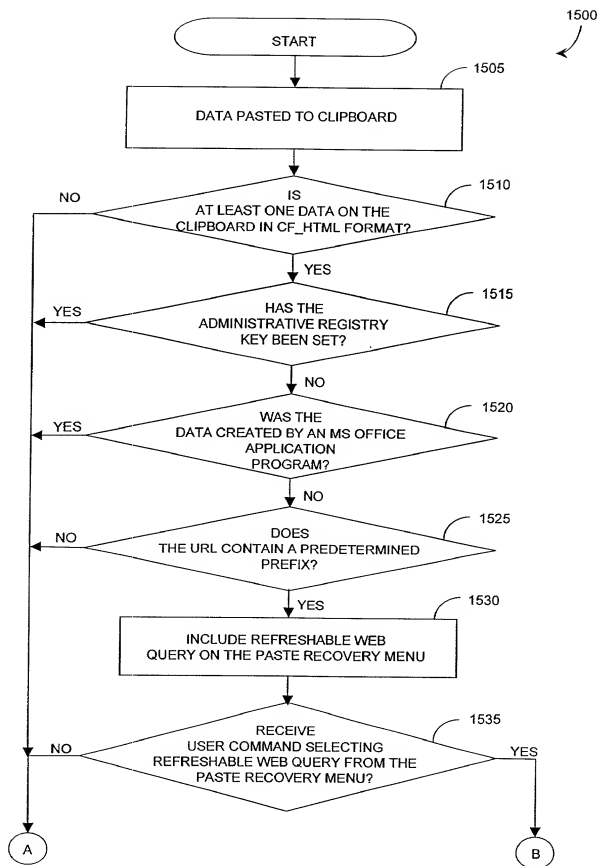 1500
START
1505
DATA PASTED TO CLIPBOARD
1510
NO
IS
AT LEAST ONE DATA ON THE
CLIPBOARD IN CF_HTML FORMAT?
YES
1515
YES
HAS THE
ADMINISTRATIVE REGISTRY
KEY BEEN SET?
NO
1520
YES
WAS THE
DATA CREATED BY AN MS OFFICE
APPLICATION
PROGRAM?
NO
1525
NO
DOES
THE URL CONTAIN A PREDETERMINED
PREFIX?
YES
1530
INCLUDE REFRESHABLE WEB
QUERY ON THE PASTE RECOVERY MENU
1535
NO
RECEIVE
USER COMMAND SELECTING
REFRESHABLE WEB QUERY FROM THE
PASTE RECOVERY MENU?
YES
A
B